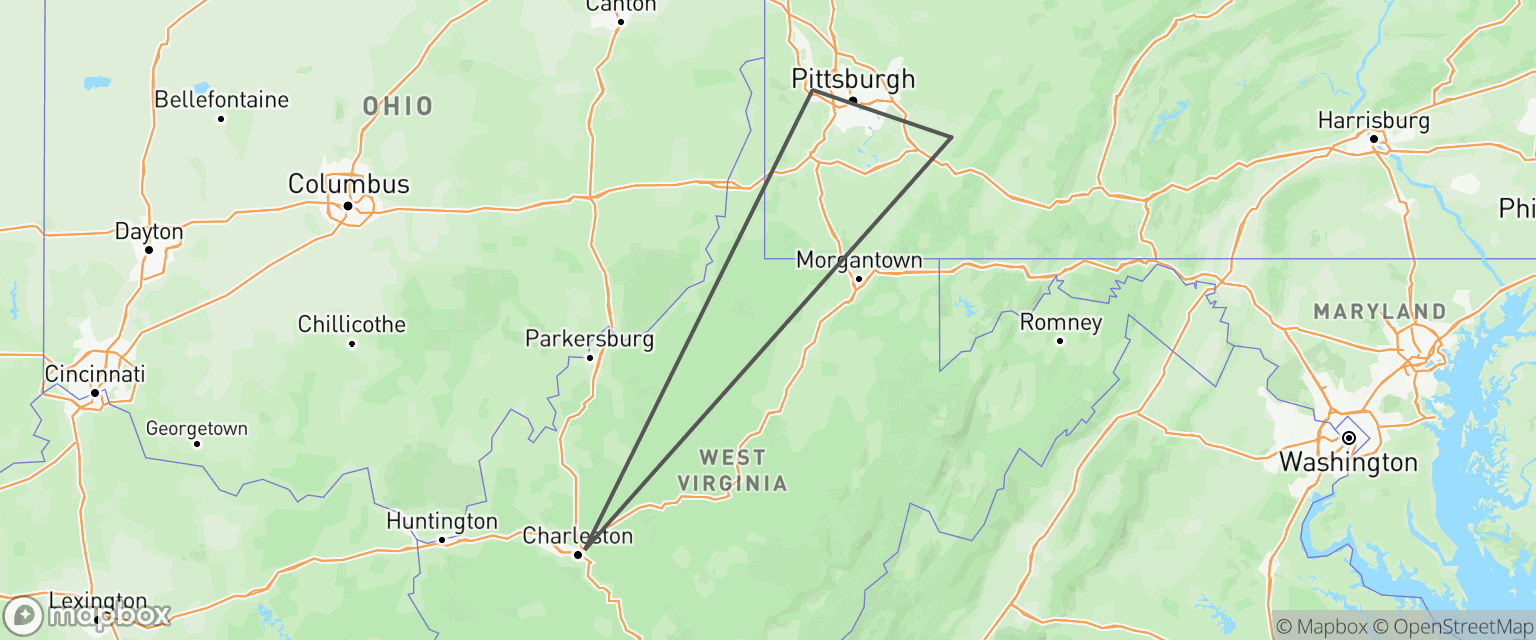 Canton
Pittsburgh
Bellefontaine
OHIO
Harrisburg
Columbus
Phi
Dayton
Morgantown
MARYLAND
Chillicothe
Romney
Parkersburg
Cincinnati
Georgetown
WEST
VIRGINIA
Washington
Huntington
Charleston
Lexington
mapbox
© Mapbox © OpenStreetMap